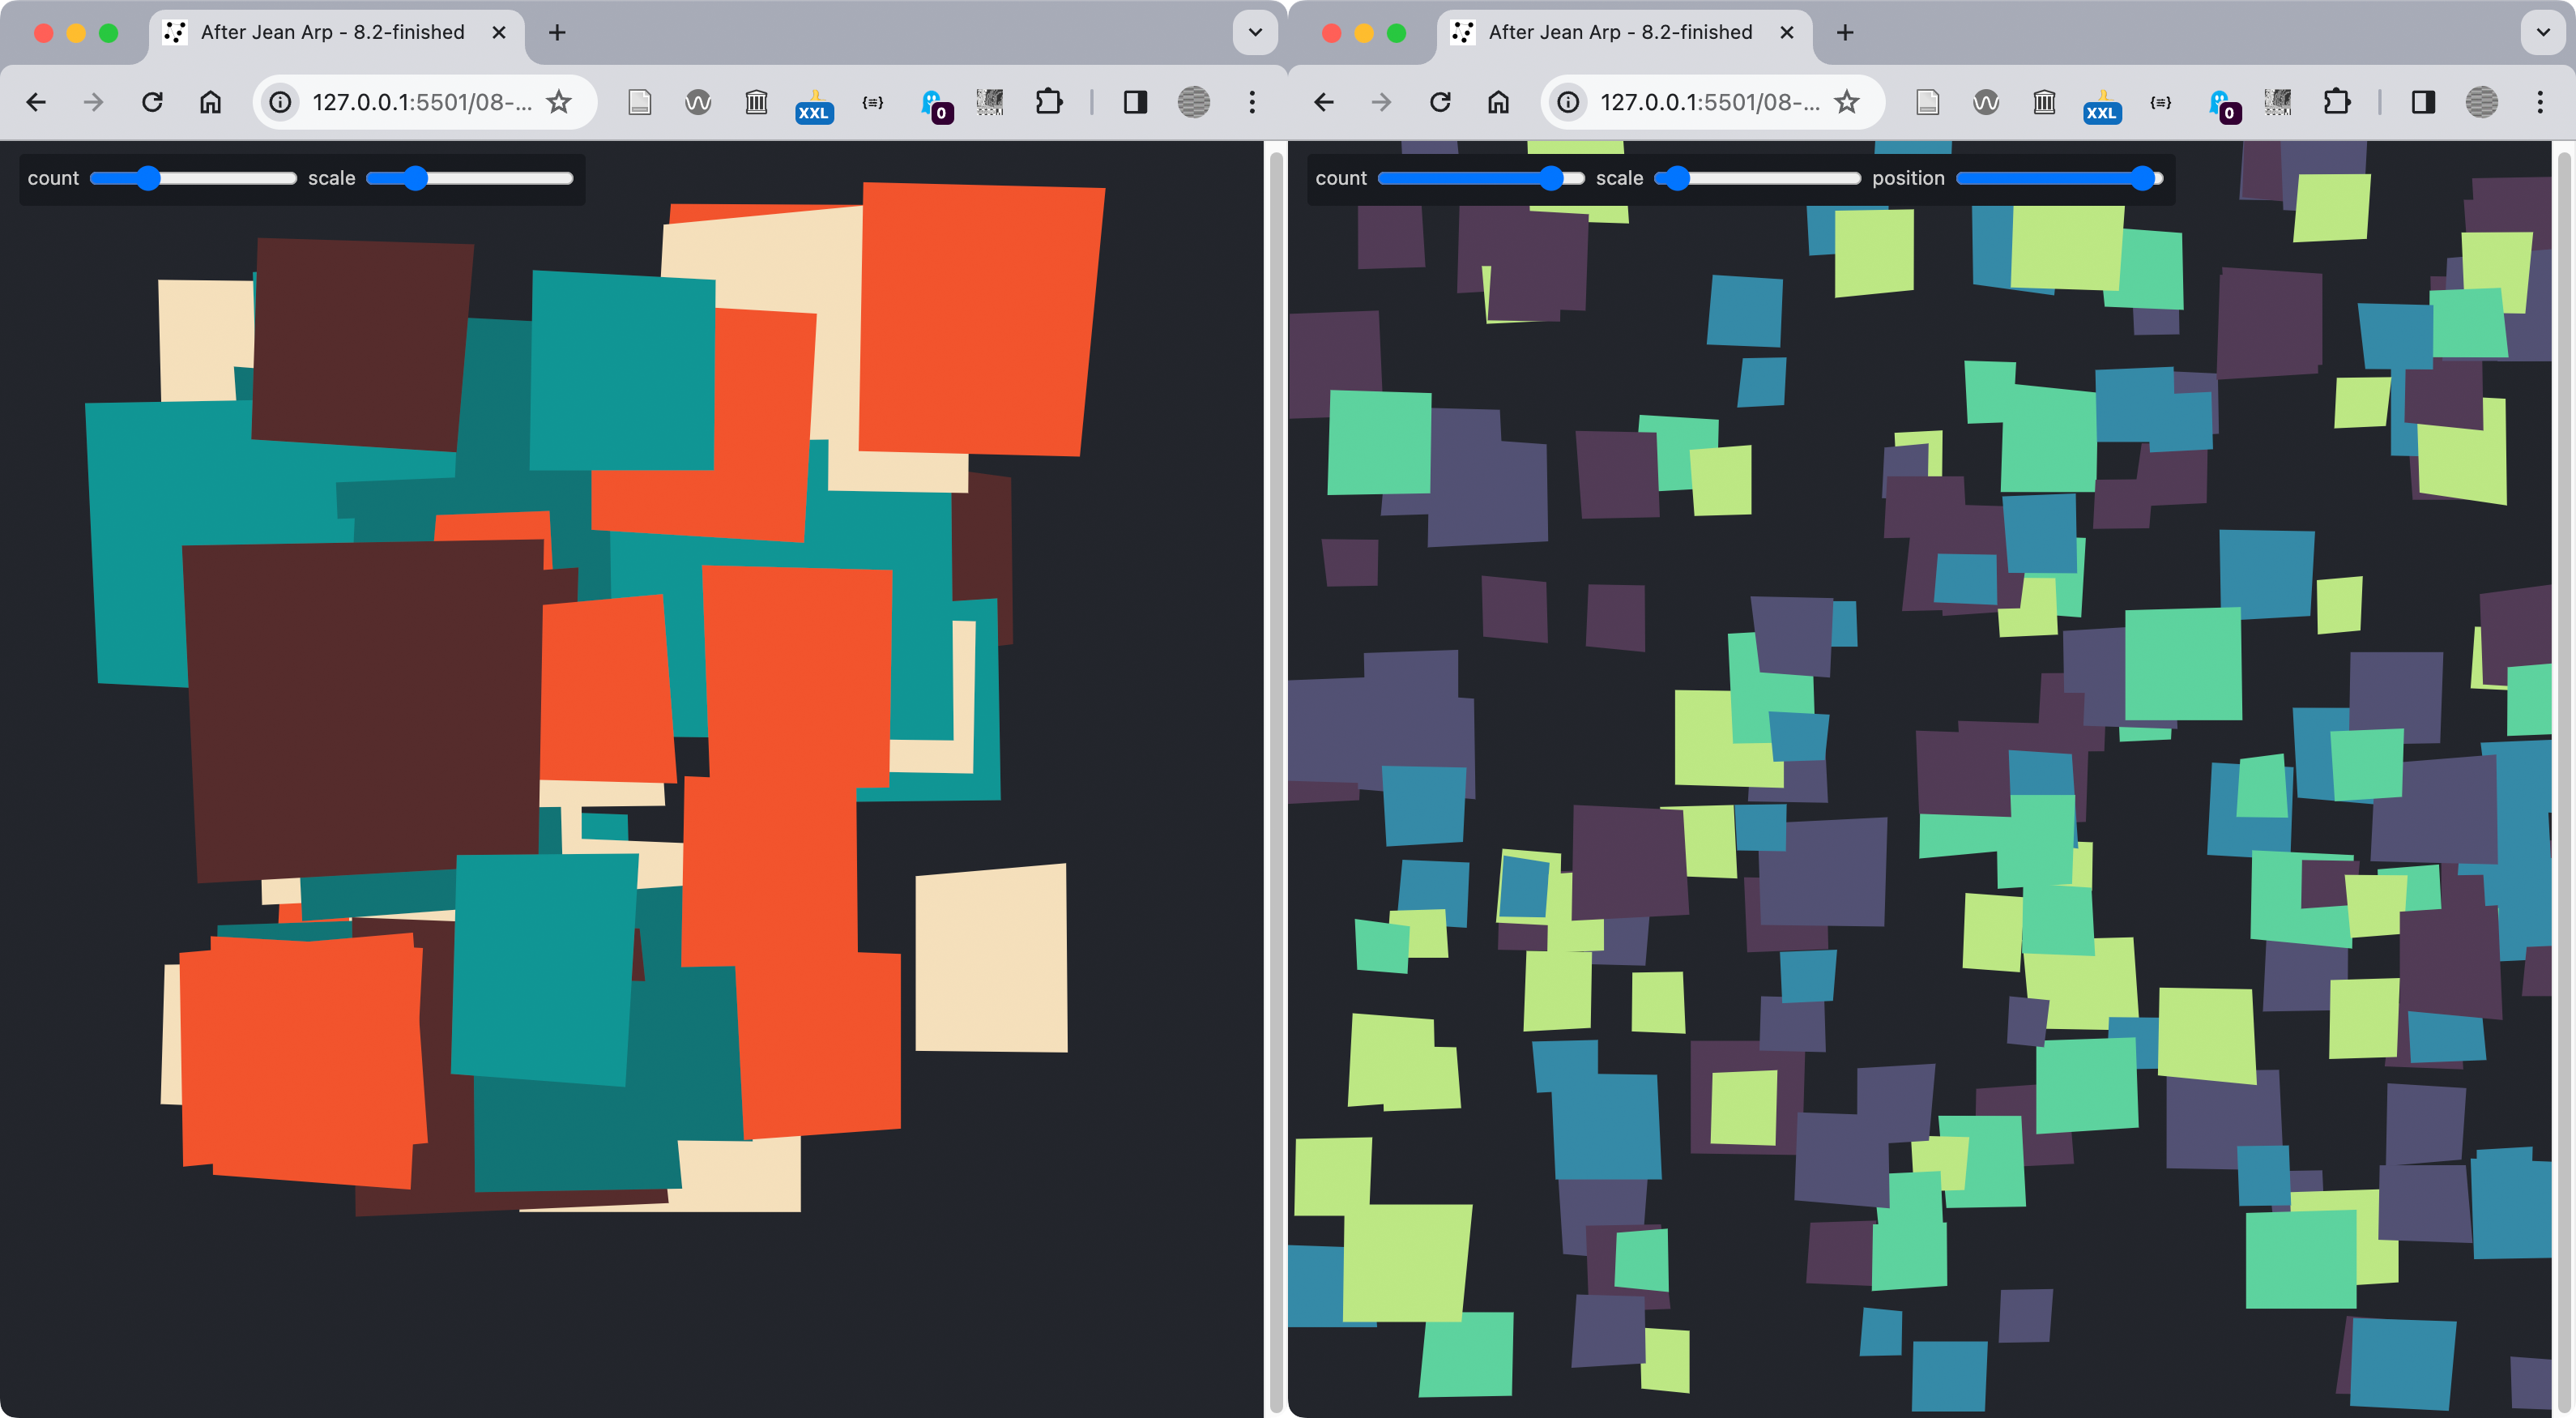 After Jean Arp - 8.2-finished
127.0.0.1:5501/08-...
XXL
{≡}
0
count
scale
After Jean Arp - 8.2-finished
127.0.0.1:5501/08-...
XXL
{≡}
0
count
scale
position